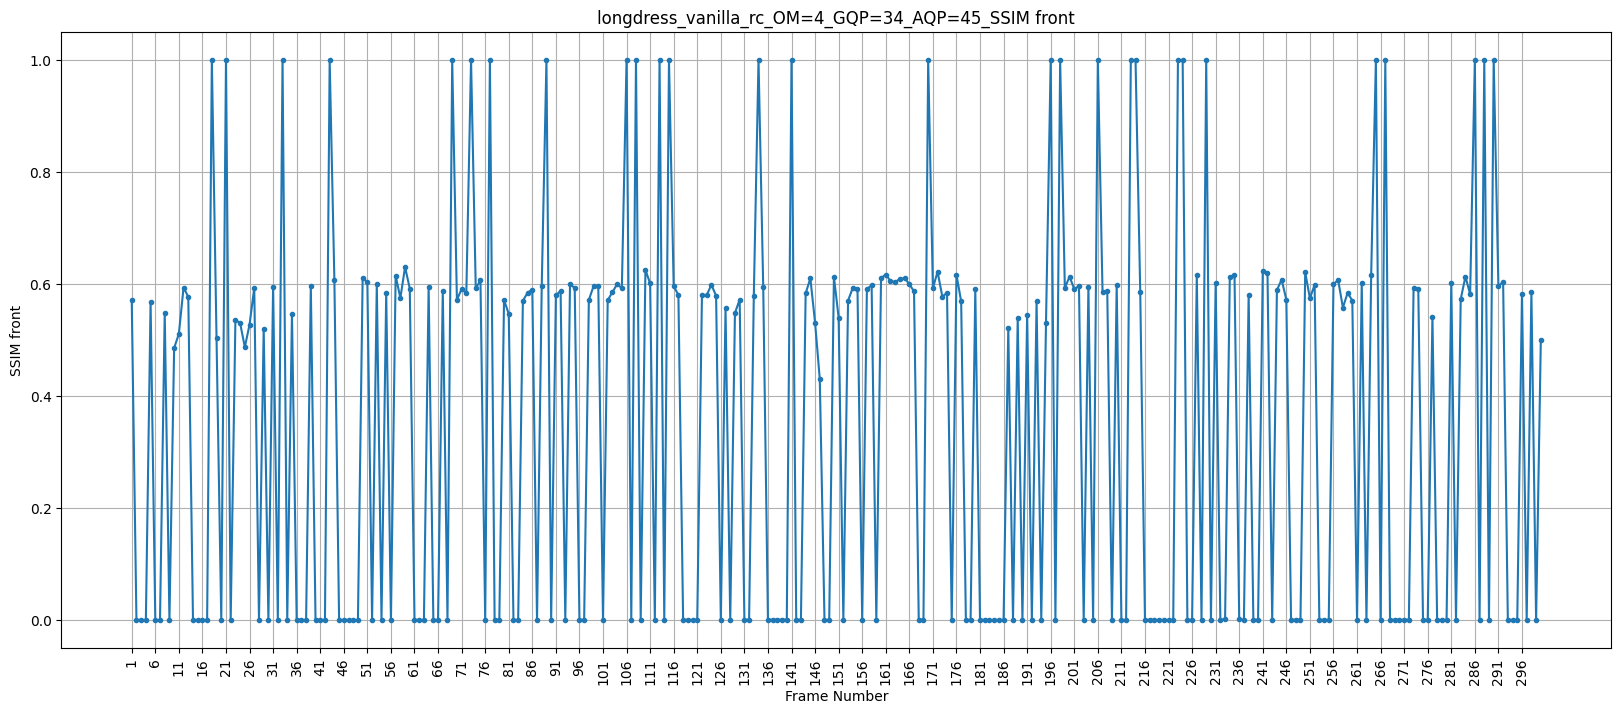 longdress_vanilla_rc_OM=4_GQP=34_AQP=45_SSIM front
1.0
0.8
0.6
0.4
0.2
0.0
SSIM front
1 6 11 16 21 26 31 36 41 46 51 56 61 66 71 76 81 86 91 96 101 106 111 116 121 126 131 136 141 146 151 156 161 166 171 176 181 186 191 196 201 206 211 216 221 226 231 236 241 246 251 256 261 266 271 276 281 286 291 296
Frame Number